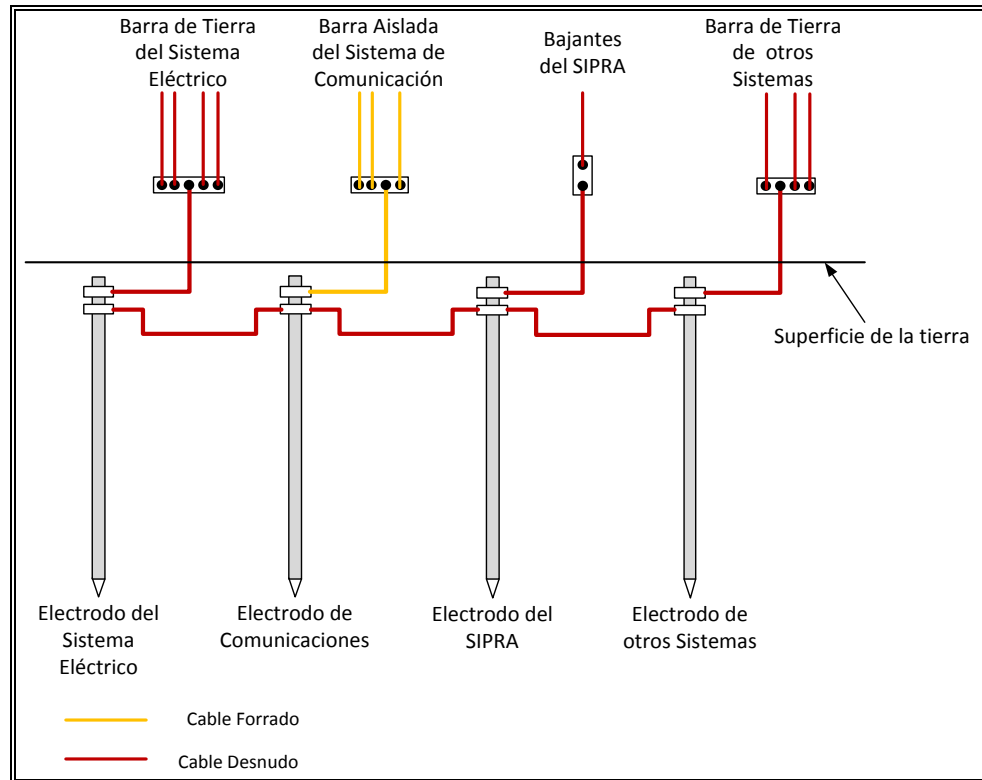 Barra de Tierra
del Sistema
Eléctrico
Barra Aislada
del Sistema de
Comunicación
Bajantes
del SIPRA
Barra de Tierra
de otros
Sistemas
Superficie de la tierra
Electrodo del
Sistema
Eléctrico
Electrodo de
Comunicaciones
Electrodo del
SIPRA
Electrodo de
otros Sistemas
Cable Forrado
Cable Desnudo